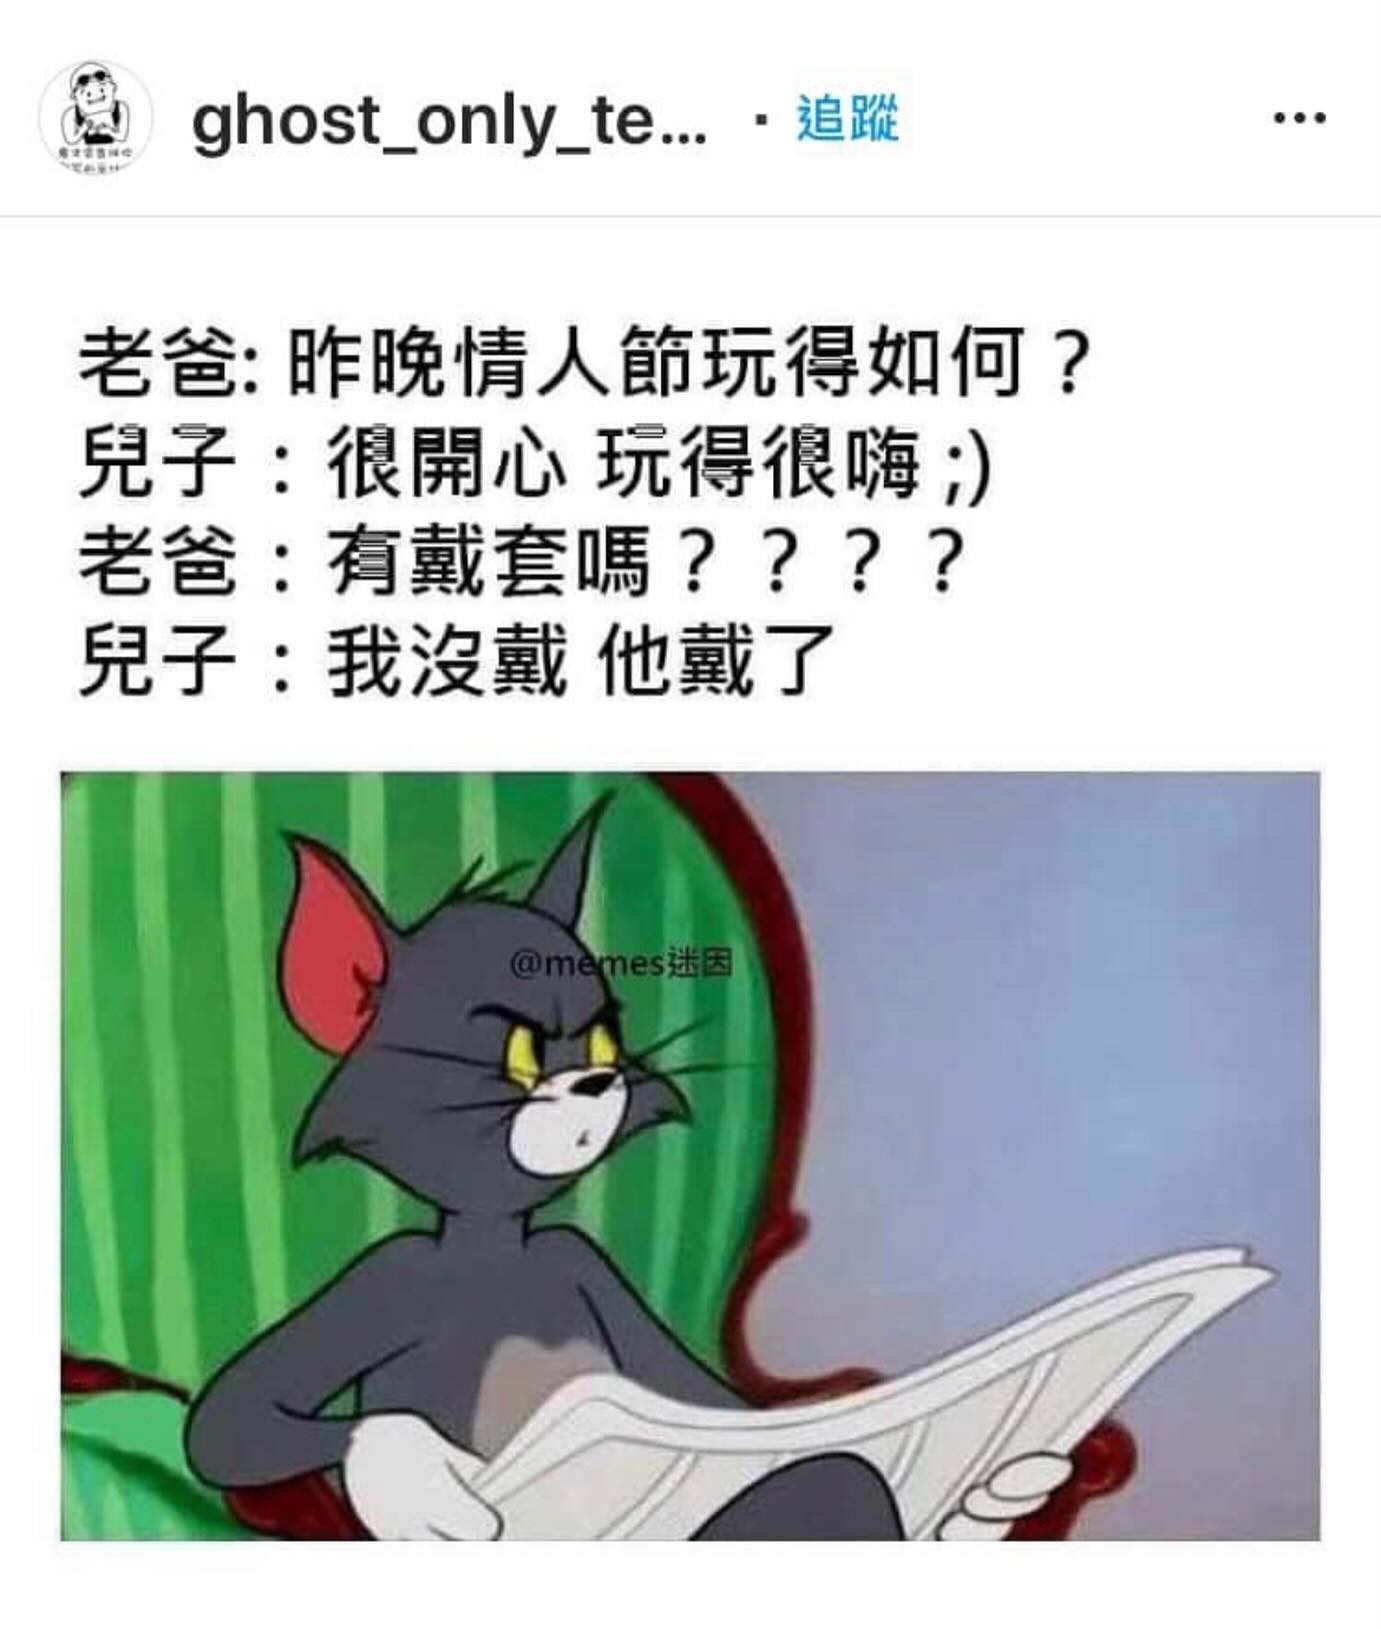 ghost_only_te... · 追蹤
老爸: 昨晚情人節玩得如何？
兒子：很開心 玩得很嗨 ;)
老爸：有戴套嗎？？？？
兒子：我沒戴 他戴了
@memes迷因